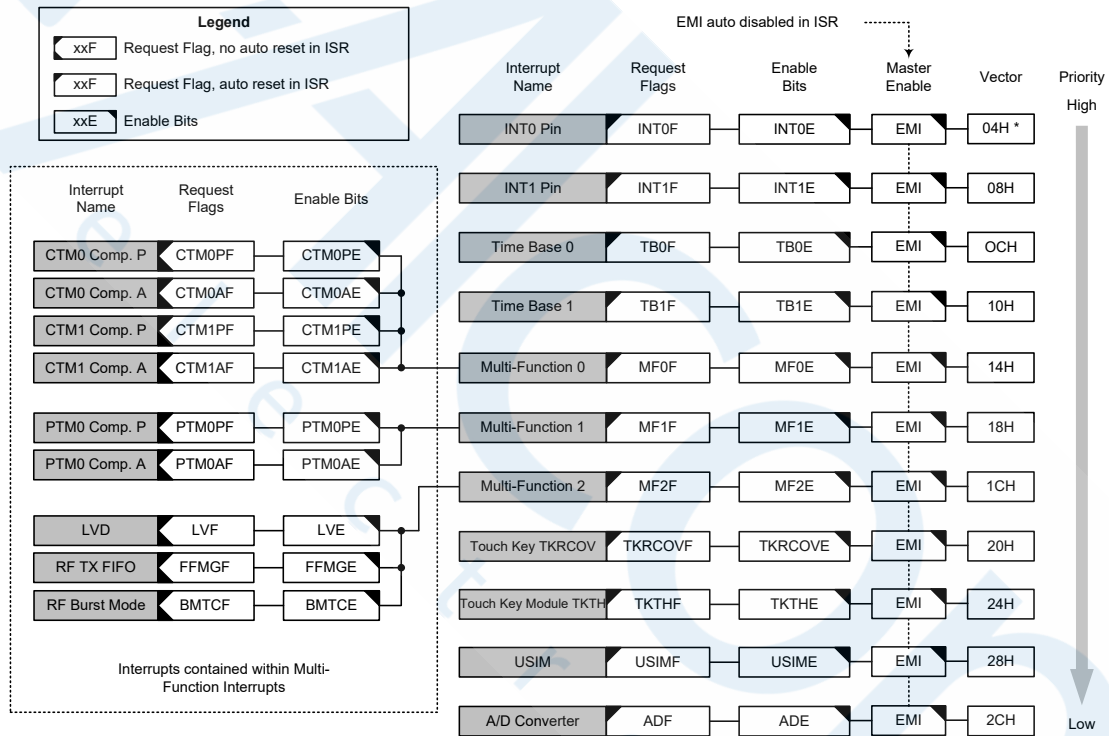 Legend
xxF Request Flag, no auto reset in ISR
xxF Request Flag, auto reset in ISR
xxE Enable Bits
EMI auto disabled in ISR
Interrupt Name Request Flags Enable Bits Master Enable Vector Priority
High
INT0 Pin INT0F INT0E EMI 04H *
INT1 Pin INT1F INT1E EMI 08H
Time Base 0 TB0F TB0E EMI OCH
Time Base 1 TB1F TB1E EMI 10H
Multi-Function 0 MF0F MF0E EMI 14H
Multi-Function 1 MF1F MF1E EMI 18H
Multi-Function 2 MF2F MF2E EMI 1CH
Touch Key TKRCOV TKRCOVF TKRCOVE EMI 20H
Touch Key Module TKTH TKTHF TKTHE EMI 24H
USIM USIMF USIME EMI 28H
A/D Converter ADF ADE EMI 2CH
Low
Interrupt Name Request Flags Enable Bits
CTM0 Comp. P CTM0PF CTM0PE
CTM0 Comp. A CTM0AF CTM0AE
CTM1 Comp. P CTM1PF CTM1PE
CTM1 Comp. A CTM1AF CTM1AE
PTM0 Comp. P PTM0PF PTM0PE
PTM0 Comp. A PTM0AF PTM0AE
LVD LVF LVE
RF TX FIFO FFMGF FFMGE
RF Burst Mode BMTCF BMTCE
Interrupts contained within Multi-
Function Interrupts